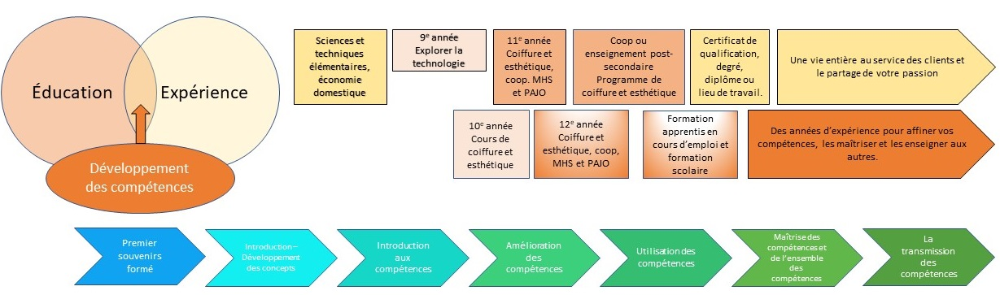 Éducation
Expérience
Développement
des compétences
Sciences et
techniques
élémentaires,
économie
domestique
9e année
Explorer la
technologie
11e année
Coiffure et
esthétique,
coop. MHS
et PAJO
Coop ou
enseignement post-
secondaire
Programme de
coiffure et esthétique
Certificat de
qualification,
degré,
diplôme ou
lieu de travail.
Une vie entière au service des clients et
le partage de votre passion
10e année
Cours de
coiffure et
esthétique
12e année
Coiffure et
esthétique, coop,
MHS et PAJO
Formation
apprentis en
cours d’emploi et
formation
scolaire
Des années d’expérience pour affiner vos
compétences, les maîtriser et les enseigner aux
autres.
Premier
souvenirs
formé
Introduction–
Développement
des concepts
Introduction
aux
compétences
Amélioration
des
compétences
Utilisation des
compétences
Maîtrise des
compétences et
de l’ensemble
des
compétences
La
transmission
des
compétences